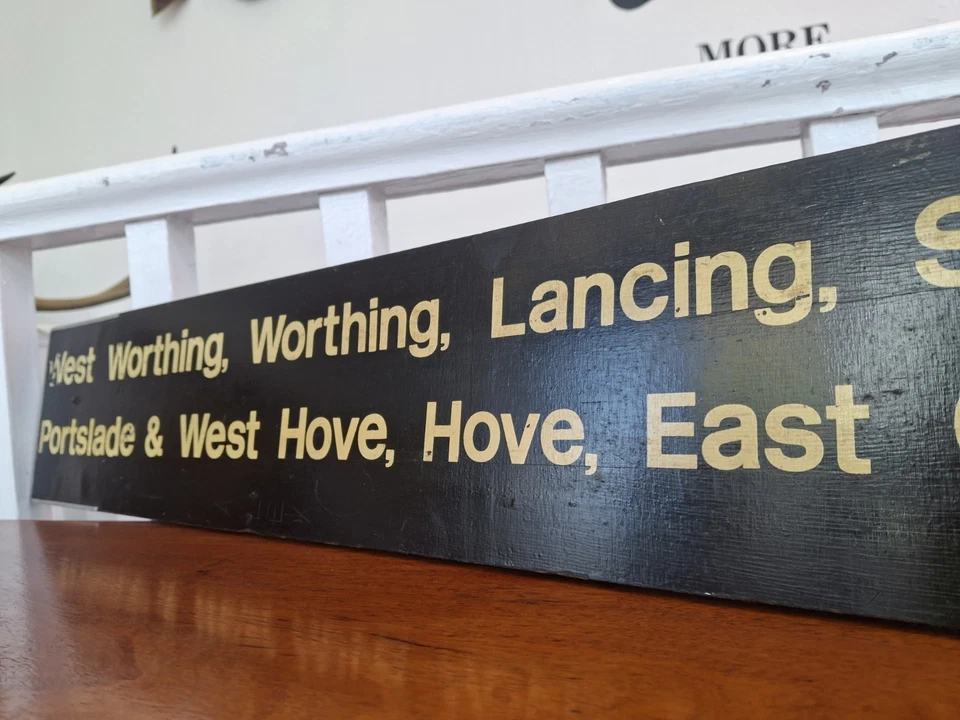 MORE
West Worthing, Worthing, Lancing, S
Portslade & West Hove, Hove, East